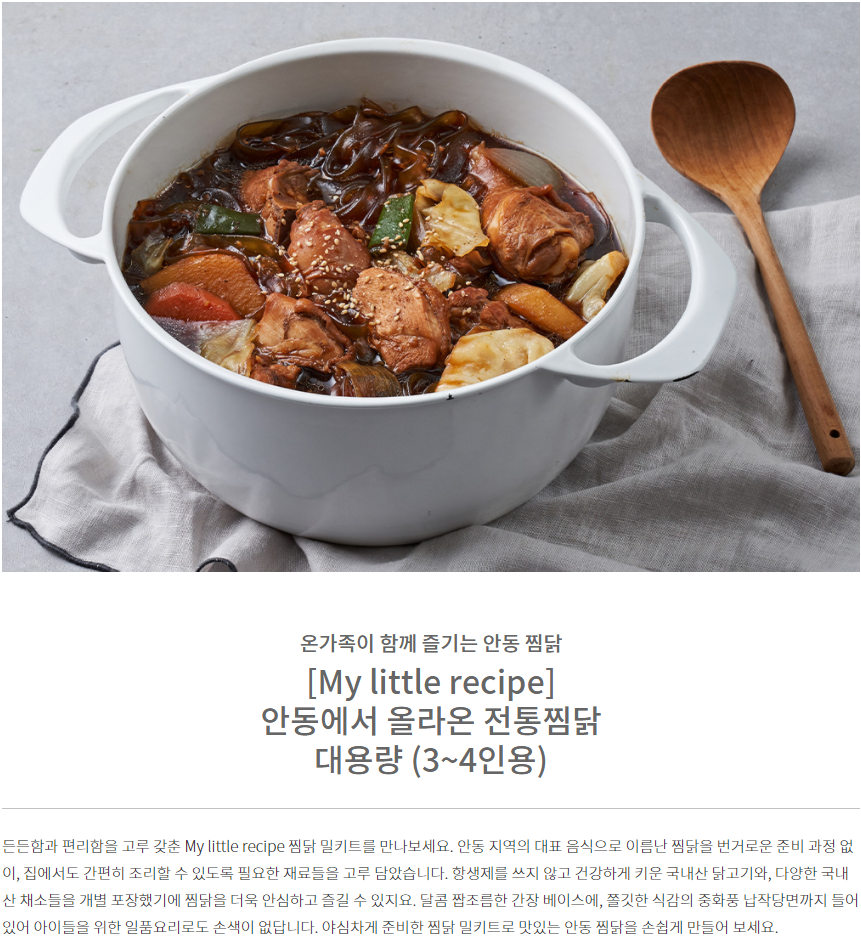 온가족이 함께 즐기는 안동 찜닭
[My little recipe]
안동에서 올라온 전통찜닭
대용량 (3~4인용)
든든함과 편리함을 고루 갖춘 My little recipe 찜닭 밀키트를 만나보세요. 안동 지역의 대표 음식으로 이름난 찜닭을 번거로운 준비 과정 없
이, 집에서도 간편히 조리할 수 있도록 필요한 재료들을 고루 담았습니다. 항생제를 쓰지 않고 건강하게 키운 국내산 닭고기와, 다양한 국내
산 채소들을 개별 포장했기에 찜닭을 더욱 안심하고 즐길 수 있지요. 달콤 짭조름한 간장 베이스에, 쫄깃한 식감의 중화풍 납작당면까지 들어
있어 아이들을 위한 일품요리로도 손색이 없답니다. 야심차게 준비한 찜닭 밀키트로 맛있는 안동 찜닭을 손쉽게 만들어 보세요.